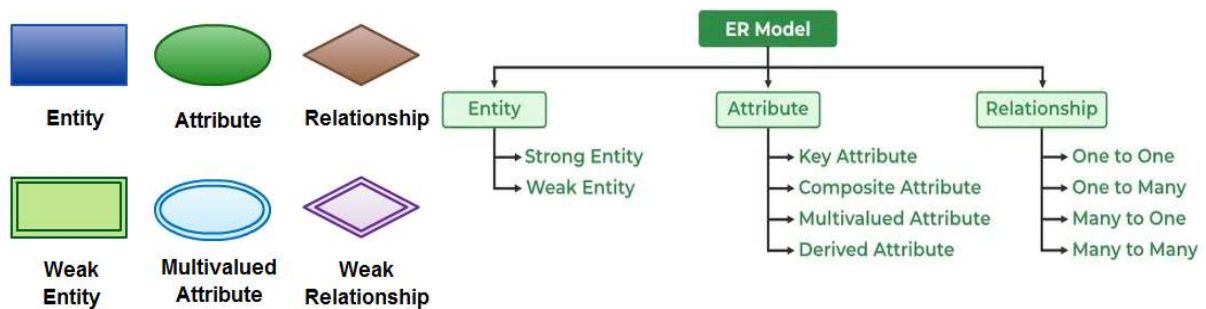 Entity
Attribute
Relationship
Weak
Entity
Multivalued
Attribute
Weak
Relationship
ER Model
Entity
Strong Entity
Weak Entity
Attribute
Key Attribute
Composite Attribute
Multivalued Attribute
Derived Attribute
Relationship
One to One
One to Many
Many to One
Many to Many